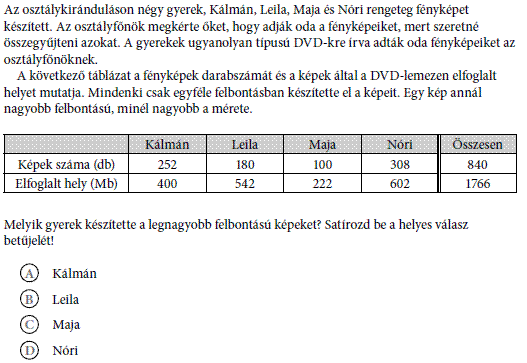 Az osztálykiránduláson négy gyerek, Kálmán, Leila, Maja és Nóri rengeteg fényképet
készített. Az osztályfőnök megkérte őket, hogy adják oda a fényképeiket, mert szeretné
összegyűjteni azokat. A gyerekek ugyanolyan típusú DVD-kre írva adták oda fényképeiket az
osztályfőnöknek.
A következő táblázat a fényképek darabszámát és a képek által a DVD-lemezen elfoglalt
helyet mutatja. Mindenki csak egyféle felbontásban készítette el a képeit. Egy kép annál
nagyobb felbontású, minél nagyobb a mérete.
Kálmán Leila Maja Nóri Összesen
Képek száma (db) 252 180 100 308 840
Elfoglalt hely (Mb) 400 542 222 602 1766
Melyik gyerek készítette a legnagyobb felbontású képeket? Satírozd be a helyes válasz
betűjelét!
A Kálmán
B Leila
C Maja
D Nóri